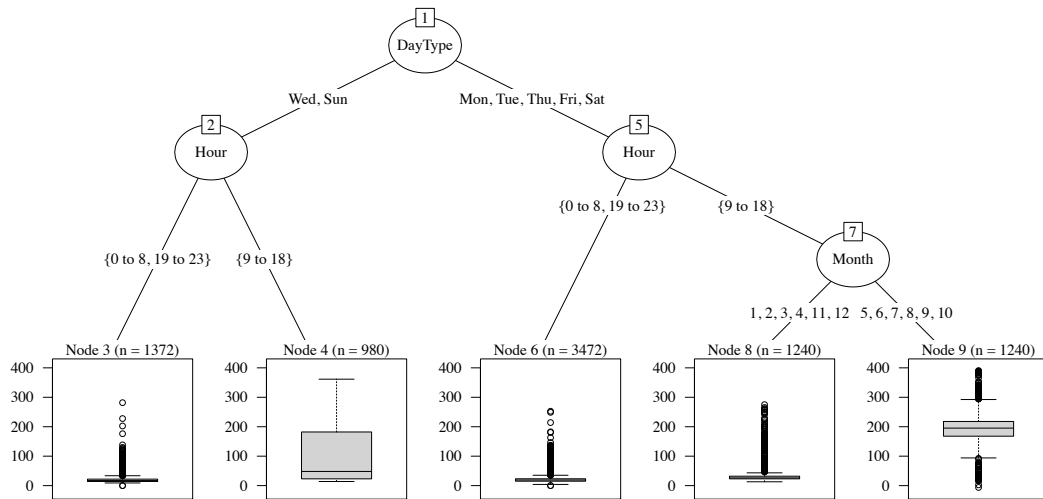 1
DayType
Wed, Sun
Mon, Tue, Thu, Fri, Sat
2
Hour
5
Hour
{0 to 8, 19 to 23}
{9 to 18}
7
Month
{0 to 8, 19 to 23}
{9 to 18}
1, 2, 3, 4, 11, 12
5, 6, 7, 8, 9, 10
Node 3 (n = 1372)
400
300
200
100
0
Node 4 (n = 980)
400
300
200
100
0
Node 6 (n = 3472)
400
300
200
100
0
Node 8 (n = 1240)
400
300
200
100
0
Node 9 (n = 1240)
400
300
200
100
0